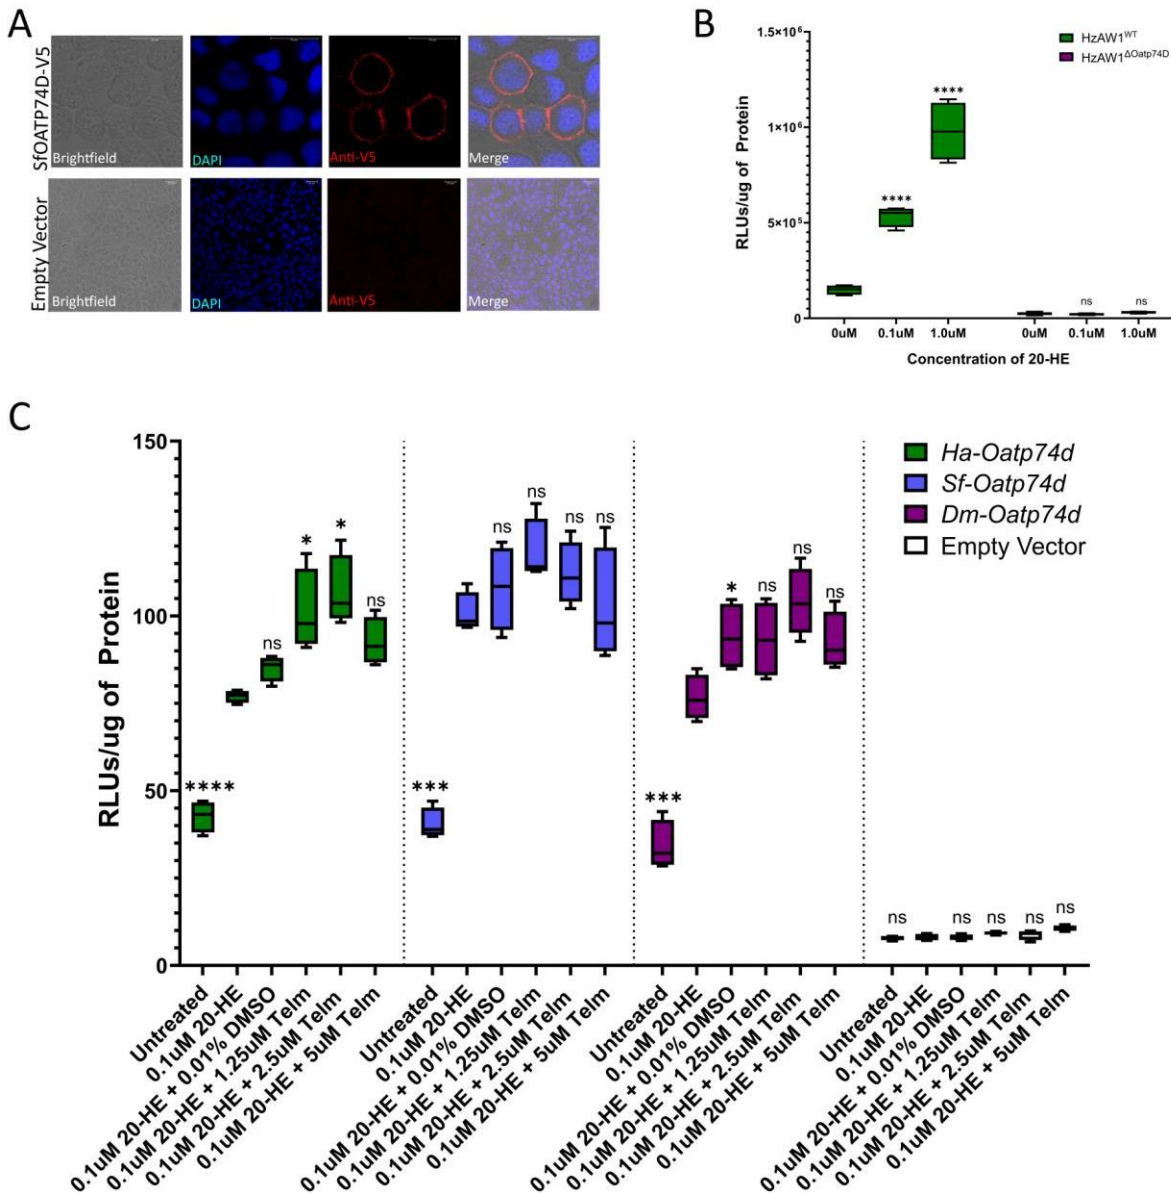 A
SfOATP74D-V5
Brightfield
DAPI
Anti-V5
Merge
Empty Vector
Brightfield
DAPI
Anti-V5
Merge
B
HzAW1^WT
HzAW1^ΔOatp74D
RLUs/ug of Protein
1.5×10⁶
1×10⁶
5×10⁵
0
****
****
ns
ns
0uM
0.1uM
1.0uM
0uM
0.1uM
1.0uM
Concentration of 20-HE
C
Ha-Oatp74d
Sf-Oatp74d
Dm-Oatp74d
Empty Vector
RLUs/ug of Protein
150
100
50
0
****
ns
*
*
ns
***
ns
ns
ns
ns
***
*
ns
ns
ns
ns
ns
ns
ns
ns
Untreated
0.1uM 20-HE
0.1uM 20-HE + 0.01% DMSO
0.1uM 20-HE + 1.25uM Telm
0.1uM 20-HE + 2.5uM Telm
0.1uM 20-HE + 5uM Telm
Untreated
0.1uM 20-HE
0.1uM 20-HE + 0.01% DMSO
0.1uM 20-HE + 1.25uM Telm
0.1uM 20-HE + 2.5uM Telm
0.1uM 20-HE + 5uM Telm
Untreated
0.1uM 20-HE
0.1uM 20-HE + 0.01% DMSO
0.1uM 20-HE + 1.25uM Telm
0.1uM 20-HE + 2.5uM Telm
0.1uM 20-HE + 5uM Telm
Untreated
0.1uM 20-HE
0.1uM 20-HE + 0.01% DMSO
0.1uM 20-HE + 1.25uM Telm
0.1uM 20-HE + 2.5uM Telm
0.1uM 20-HE + 5uM Telm